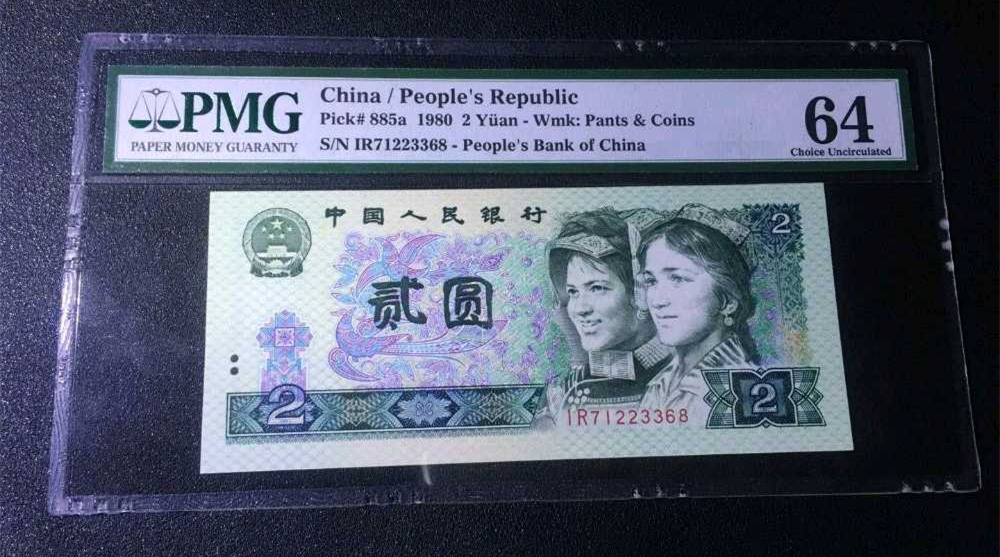 PMG
PAPER MONEY GUARANTY
China / People's Republic
Pick# 885a 1980 2 Yüan - Wmk: Pants & Coins
S/N IR71223368 - People's Bank of China
64
Choice Uncirculated
中国人民银行
2
贰圆
2
IR71223368
2